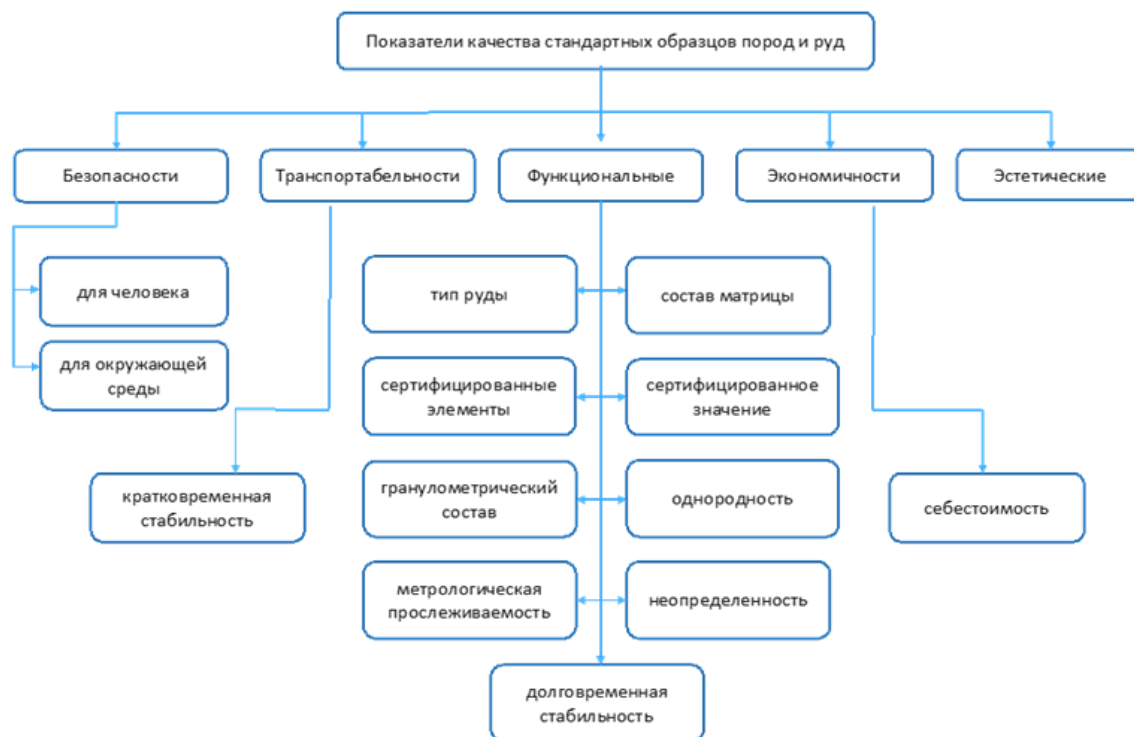 Показатели качества стандартных образцов пород и руд
Безопасности
Транспортабельности
Функциональные
Экономичности
Эстетические
для человека
для окружающей
среды
кратковременная
стабильность
тип руды
состав матрицы
сертифицированные
элементы
сертифицированное
значение
гранулометрический
состав
однородность
метрологическая
прослеживаемость
неопределенность
долговременная
стабильность
себестоимость